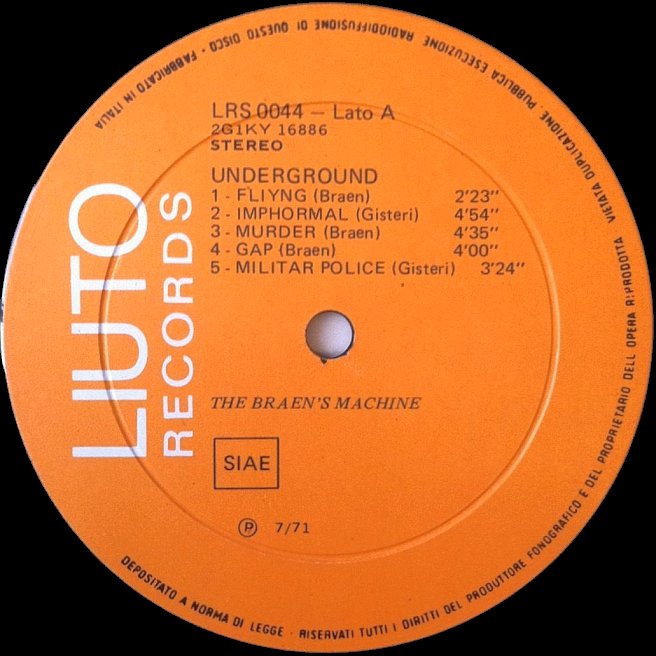 LRS 0044 — Lato A
2G1KY 16886
STEREO
UNDERGROUND
1 - FLIYNG (Braen) 2'23"
2 - IMPHORMAL (Gisteri) 4'54"
3 - MURDER (Braen) 4'35"
4 - GAP (Braen) 4'00"
5 - MILITAR POLICE (Gisteri) 3'24"
LIUTO
RECORDS
THE BRAEN'S MACHINE
SIAE
Ⓟ 7/71
DEPOSITATO A NORMA DI LEGGE - RISERVATI TUTTI I DIRITTI DEL PRODUTTORE FONOGRAFICO E DEL PROPRIETARIO DELL OPERA RIPRODOTTA VIETATA DUPLICAZIONE PUBBLICA ESECUZIONE RADIODIFFUSIONE DI QUESTO DISCO - FABBRICATO IN ITALIA